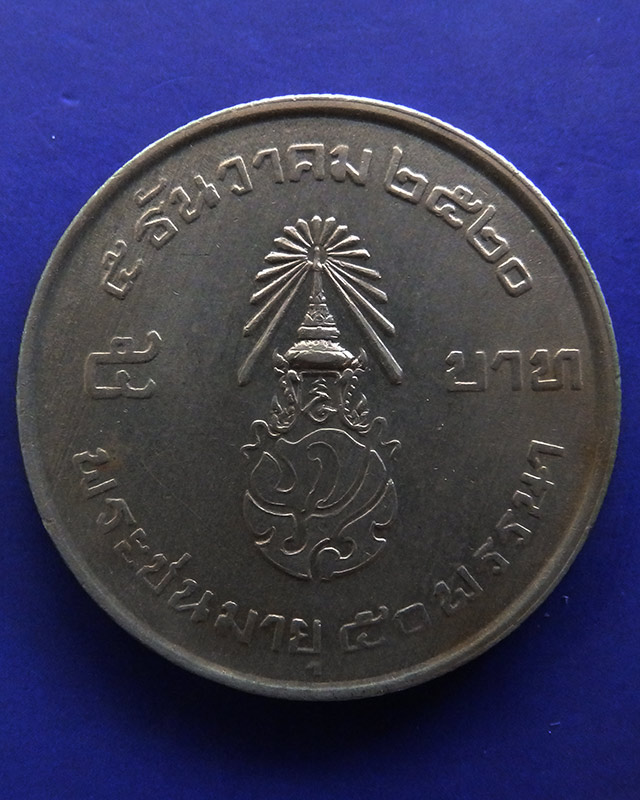 ๕ ธันวาคม ๒๕๒๐
๕ บาท
พระชนมายุ ๕๐ พรรษา